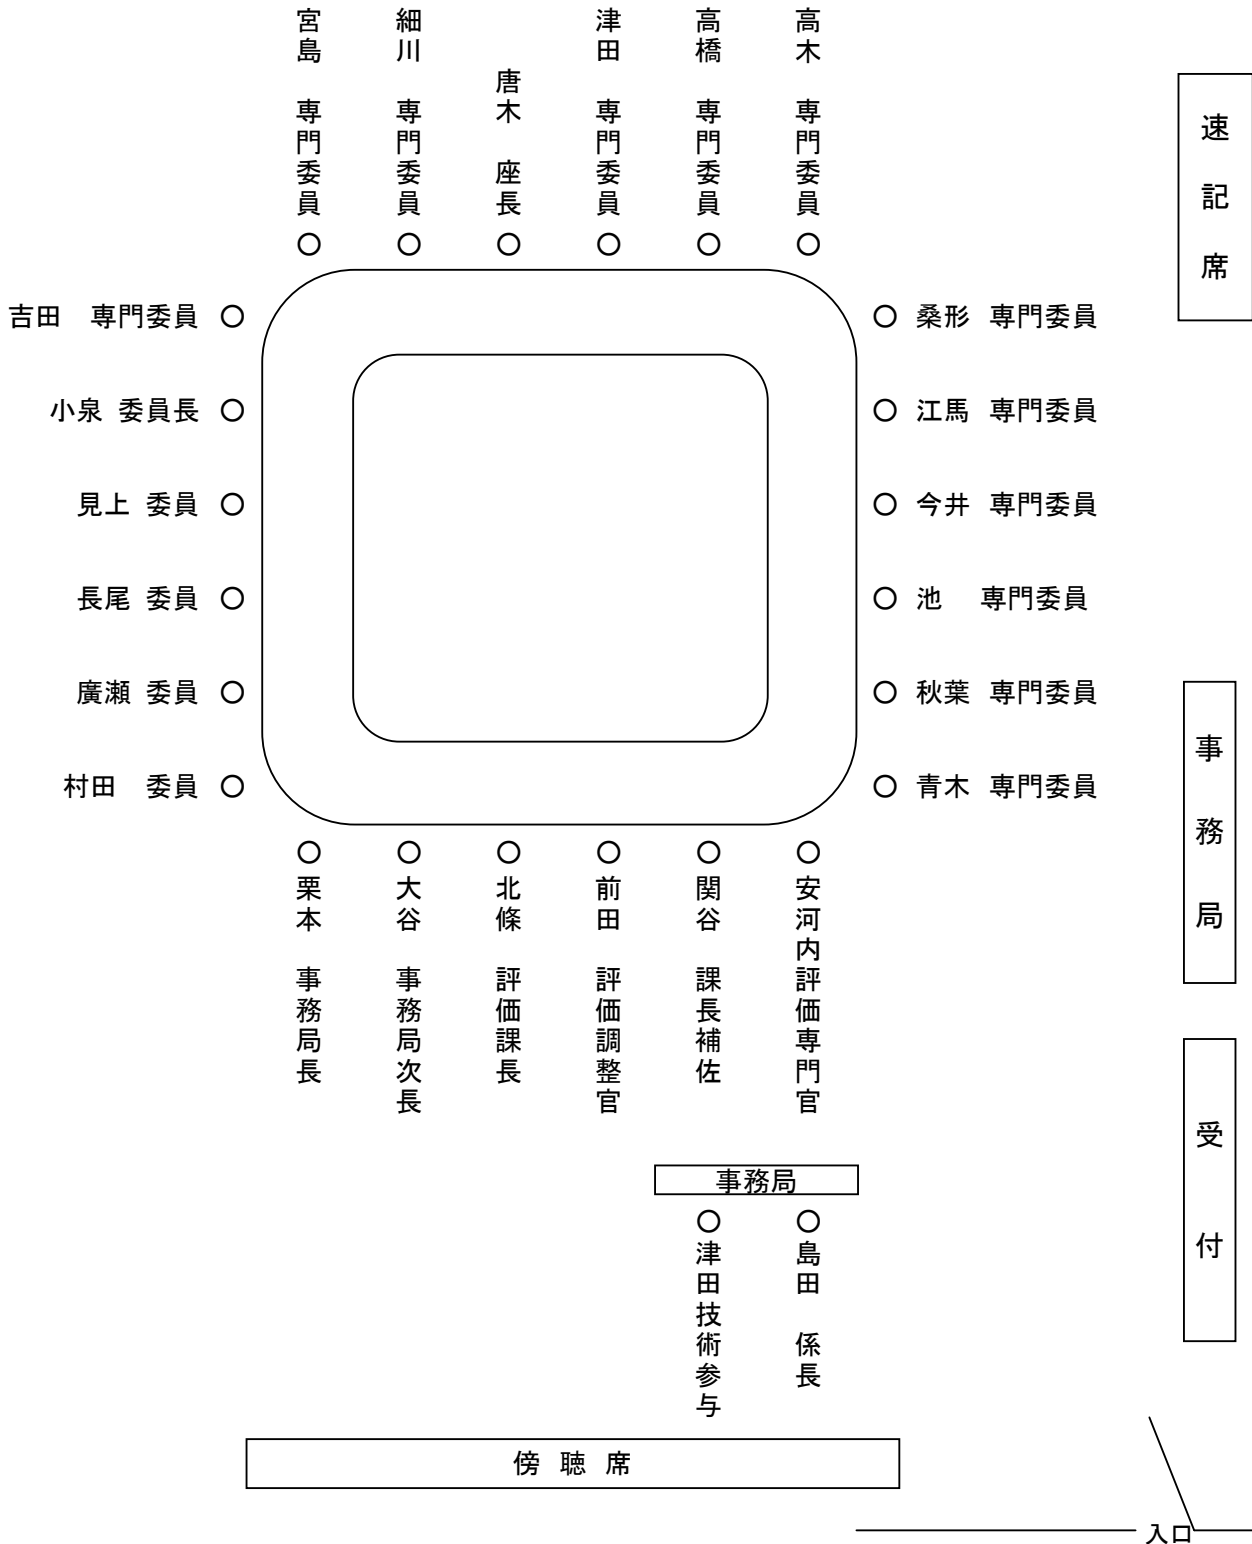 宮島 専門委員
細川 専門委員
唐木 座長
津田 専門委員
高橋 専門委員
高木 専門委員
速記席
吉田 専門委員
小泉 委員長
見上 委員
長尾 委員
廣瀬 委員
村田 委員
桑形 専門委員
江馬 専門委員
今井 専門委員
池 専門委員
秋葉 専門委員
青木 専門委員
事務局
栗本 事務局長
大谷 事務局次長
北條 評価課長
前田 評価調整官
関谷 課長補佐
安河内評価専門官
受付
事務局
津田技術参与
島田 係長
傍聴席
入口